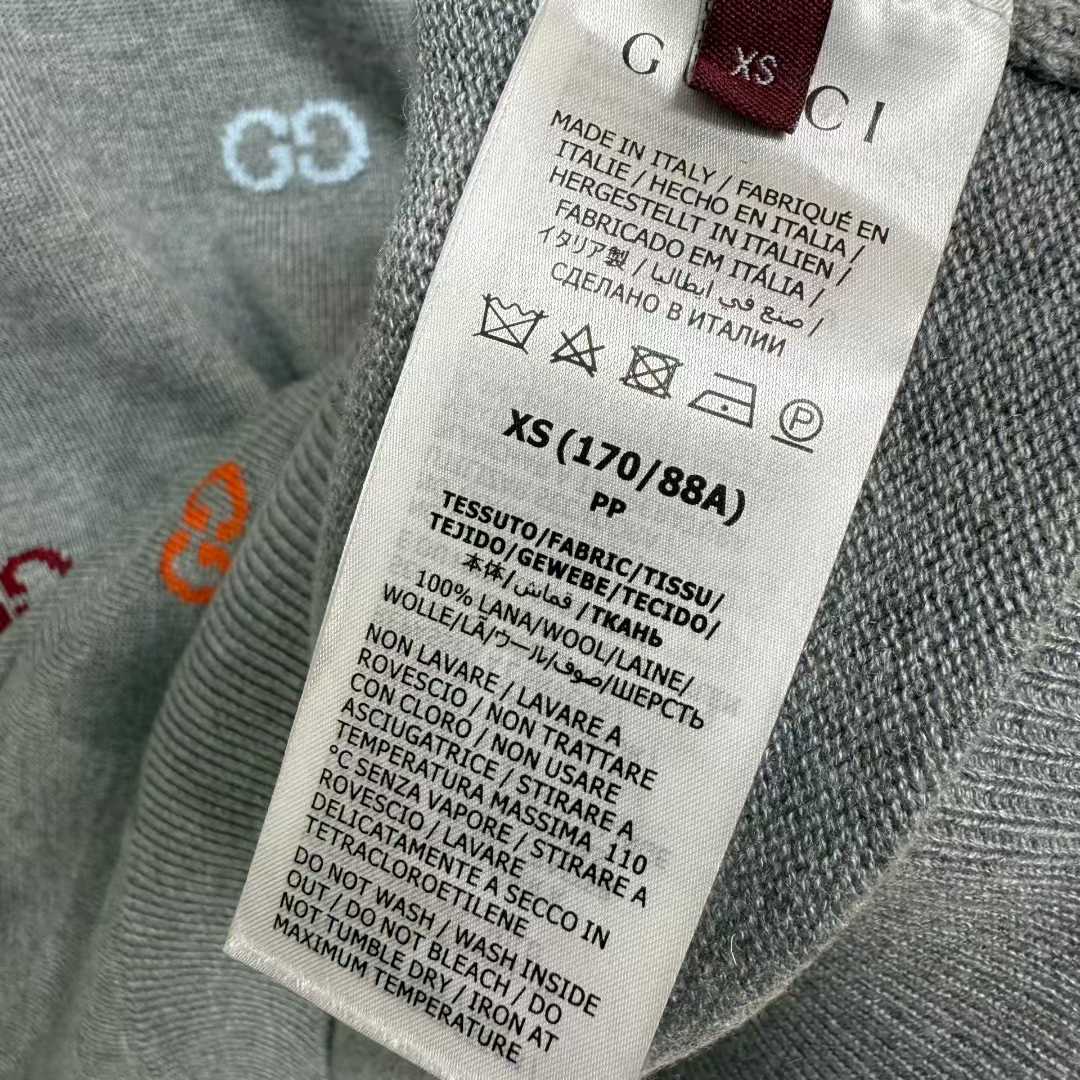 XS
G CI
MADE IN ITALY / FABRIQUÉ EN
ITALIE / HECHO EN ITALIA /
HERGESTELLT IN ITALIEN /
FABRICADO EM ITÁLIA /
イタリア製 / صنع في ايطاليا /
СДЕЛАНО В ИТАЛИИ
P
XS (170/88A)
PP
TESSUTO/FABRIC/TISSU/
TEJIDO/GEWEBE/TECIDO/
本体/قماش /ТКАНЬ
100% LANA/WOOL/LAINE/
WOLLE/LÃ/ウール/صوف/ШЕРСТЬ
NON LAVARE / LAVARE A
ROVESCIO / NON TRATTARE
CON CLORO / NON USARE
ASCIUGATRICE / STIRARE A
TEMPERATURA MASSIMA 110
°C SENZA VAPORE / STIRARE A
ROVESCIO / LAVARE
DELICATAMENTE A SECCO IN
TETRACLOROETILENE
DO NOT WASH / WASH INSIDE
OUT / DO NOT BLEACH / DO
NOT TUMBLE DRY / IRON AT
MAXIMUM TEMPERATURE